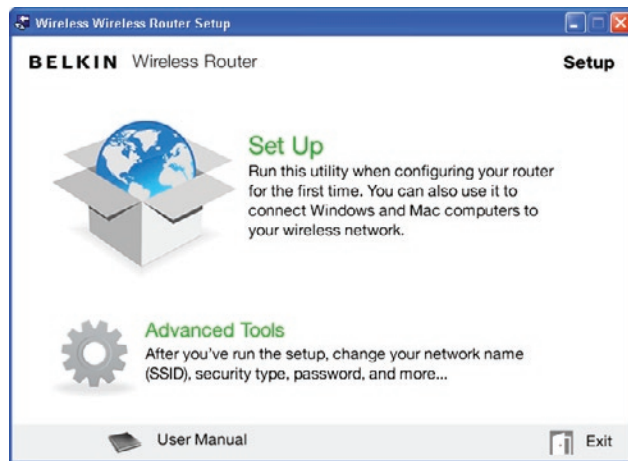 Wireless Wireless Router Setup
BELKIN Wireless Router Setup
Set Up
Run this utility when configuring your router
for the first time. You can also use it to
connect Windows and Mac computers to
your wireless network.
Advanced Tools
After you've run the setup, change your network name
(SSID), security type, password, and more...
User Manual Exit